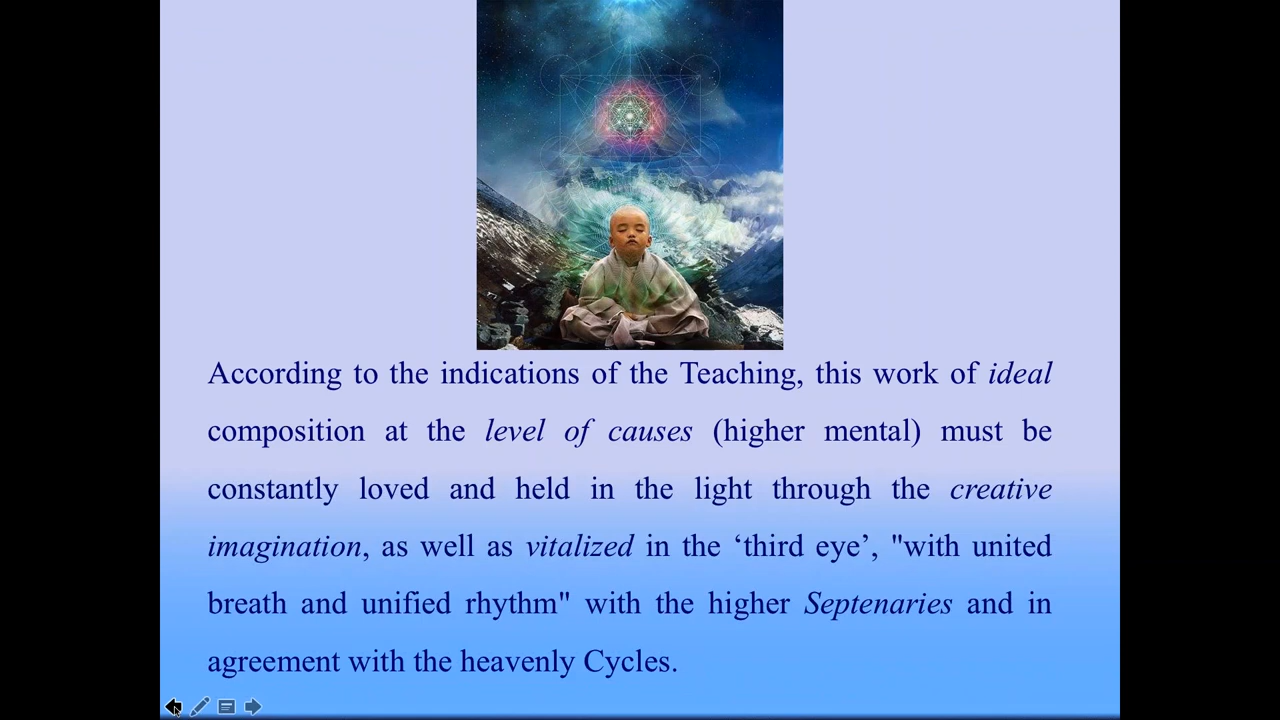 According to the indications of the Teaching, this work of ideal
composition at the level of causes (higher mental) must be
constantly loved and held in the light through the creative
imagination, as well as vitalized in the ‘third eye’, "with united
breath and unified rhythm" with the higher Septenaries and in
agreement with the heavenly Cycles.